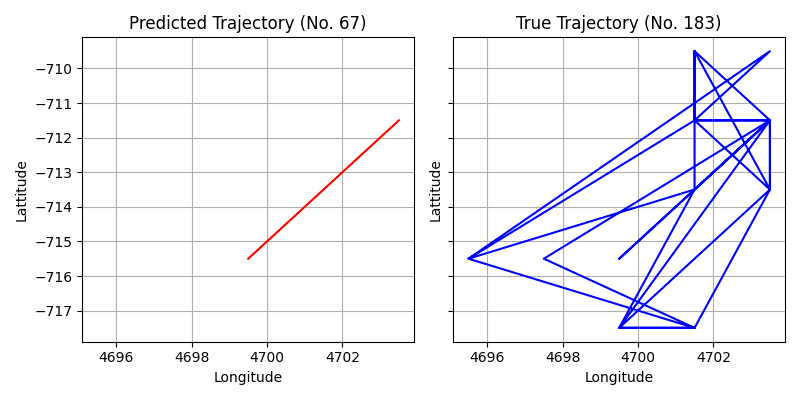 Predicted Trajectory (No. 67)
True Trajectory (No. 183)
−710
−711
−712
−713
−714
−715
−716
−717
Lattitude
Lattitude
4696 4698 4700 4702
4696 4698 4700 4702
Longitude
Longitude